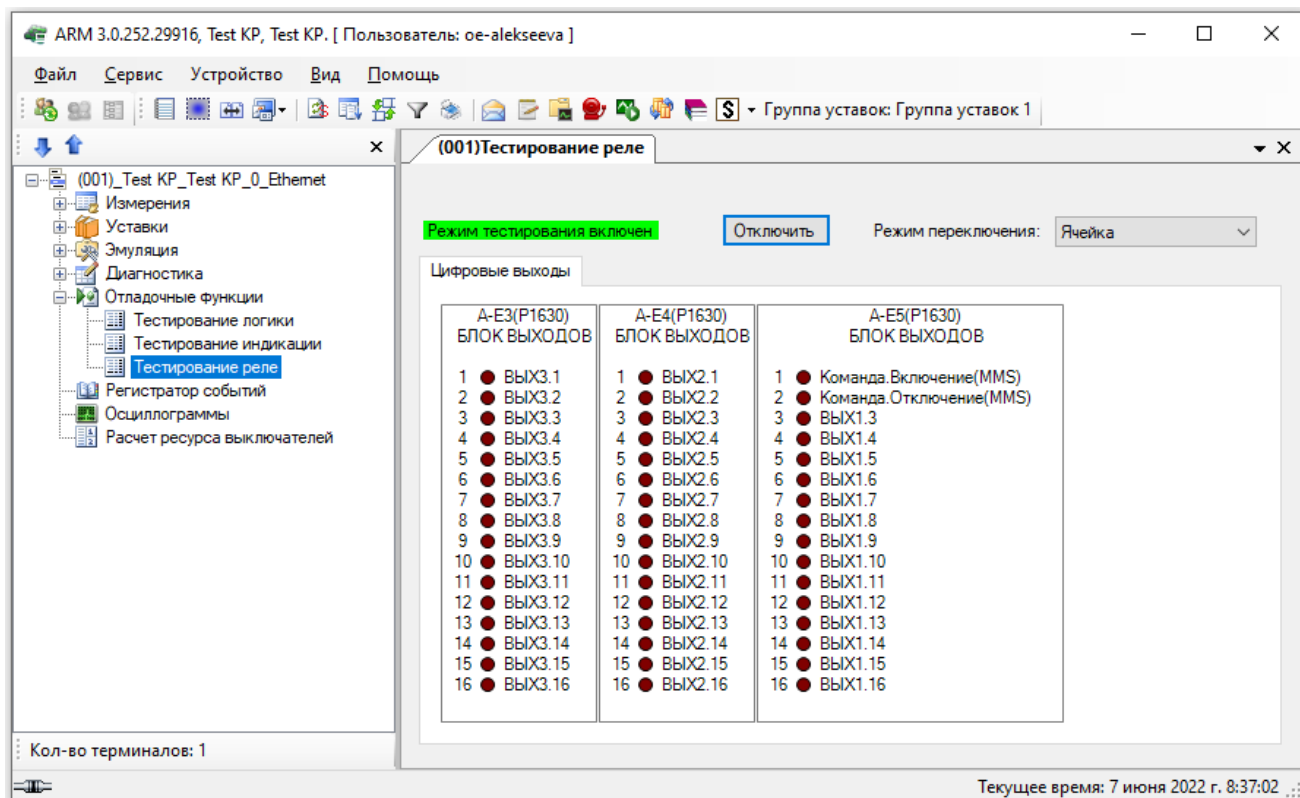 ARM 3.0.252.29916, Test KP, Test KP. [ Пользователь: oe-alekseeva ]
Файл Сервис Устройство Вид Помощь
S Группа уставок: Группа уставок 1
(001)_Test KP_Test KP_0_Ethernet
Измерения
Уставки
Эмуляция
Диагностика
Отладочные функции
Тестирование логики
Тестирование индикации
Тестирование реле
Регистратор событий
Осциллограммы
Расчет ресурса выключателей
Кол-во терминалов: 1
(001)Тестирование реле
Режим тестирования включен Отключить Режим переключения: Ячейка
Цифровые выходы
A-E3(P1630)
БЛОК ВЫХОДОВ
1 ВЫХ3.1
2 ВЫХ3.2
3 ВЫХ3.3
4 ВЫХ3.4
5 ВЫХ3.5
6 ВЫХ3.6
7 ВЫХ3.7
8 ВЫХ3.8
9 ВЫХ3.9
10 ВЫХ3.10
11 ВЫХ3.11
12 ВЫХ3.12
13 ВЫХ3.13
14 ВЫХ3.14
15 ВЫХ3.15
16 ВЫХ3.16
A-E4(P1630)
БЛОК ВЫХОДОВ
1 ВЫХ2.1
2 ВЫХ2.2
3 ВЫХ2.3
4 ВЫХ2.4
5 ВЫХ2.5
6 ВЫХ2.6
7 ВЫХ2.7
8 ВЫХ2.8
9 ВЫХ2.9
10 ВЫХ2.10
11 ВЫХ2.11
12 ВЫХ2.12
13 ВЫХ2.13
14 ВЫХ2.14
15 ВЫХ2.15
16 ВЫХ2.16
A-E5(P1630)
БЛОК ВЫХОДОВ
1 Команда.Включение(MMS)
2 Команда.Отключение(MMS)
3 ВЫХ1.3
4 ВЫХ1.4
5 ВЫХ1.5
6 ВЫХ1.6
7 ВЫХ1.7
8 ВЫХ1.8
9 ВЫХ1.9
10 ВЫХ1.10
11 ВЫХ1.11
12 ВЫХ1.12
13 ВЫХ1.13
14 ВЫХ1.14
15 ВЫХ1.15
16 ВЫХ1.16
Текущее время: 7 июня 2022 г. 8:37:02